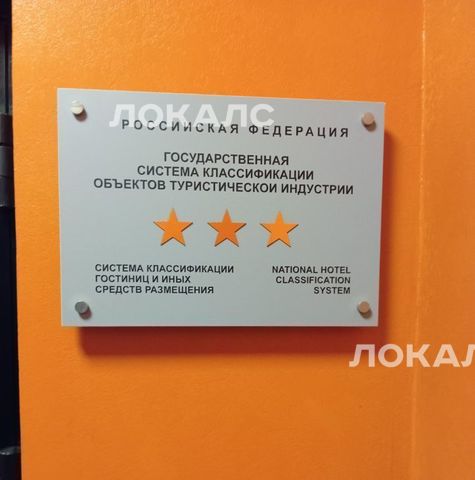 ЛОКАЛС
РОССИЙСКАЯ ФЕДЕРАЦИЯ
ГОСУДАРСТВЕННАЯ
СИСТЕМА КЛАССИФИКАЦИИ
ОБЪЕКТОВ ТУРИСТИЧЕСКОИ ИНДУСТРИИ
СИСТЕМА КЛАССИФИКАЦИИ
ГОСТИНИЦ И ИНЫХ
СРЕДСТВ РАЗМЕЩЕНИЯ
NATIONAL HOTEL
CLASSIFICATION
SYSTEM
ЛОКАЛС